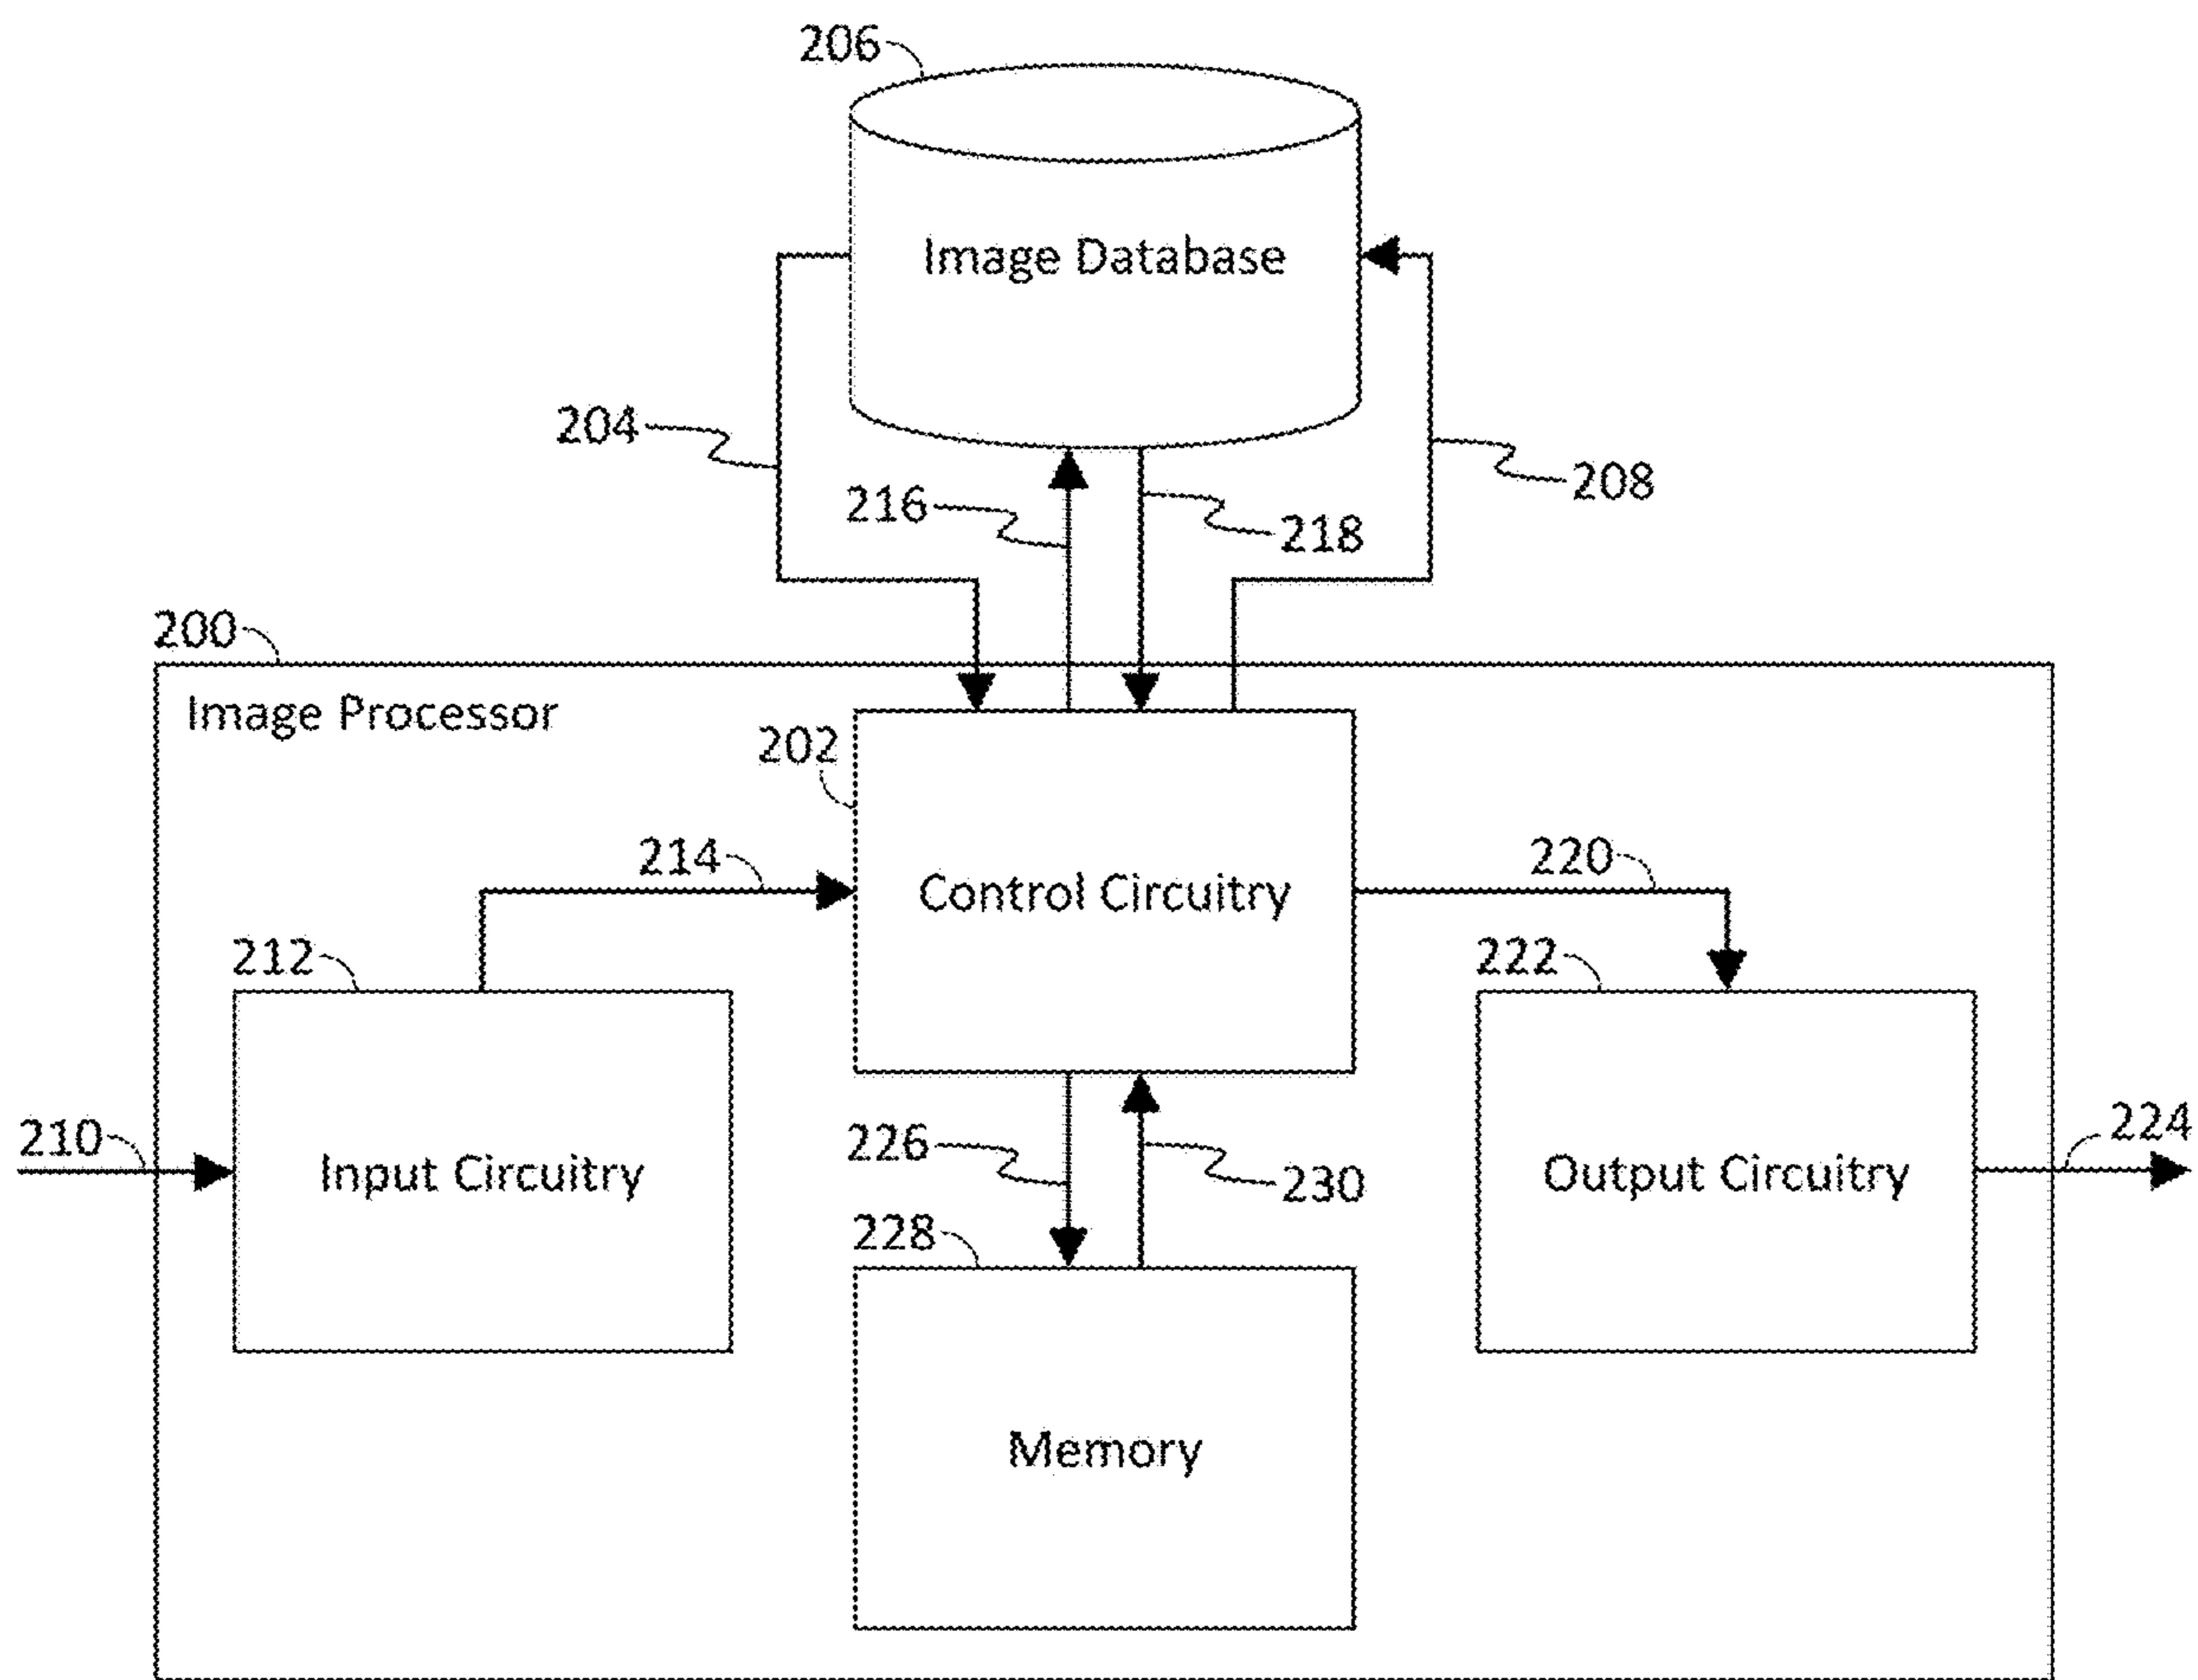 206
Image Database
204
216
218
208
200
Image Processor
202
214
Control Circuitry
220
212
222
210
Input Circuitry
226
230
Output Circuitry
224
228
Memory